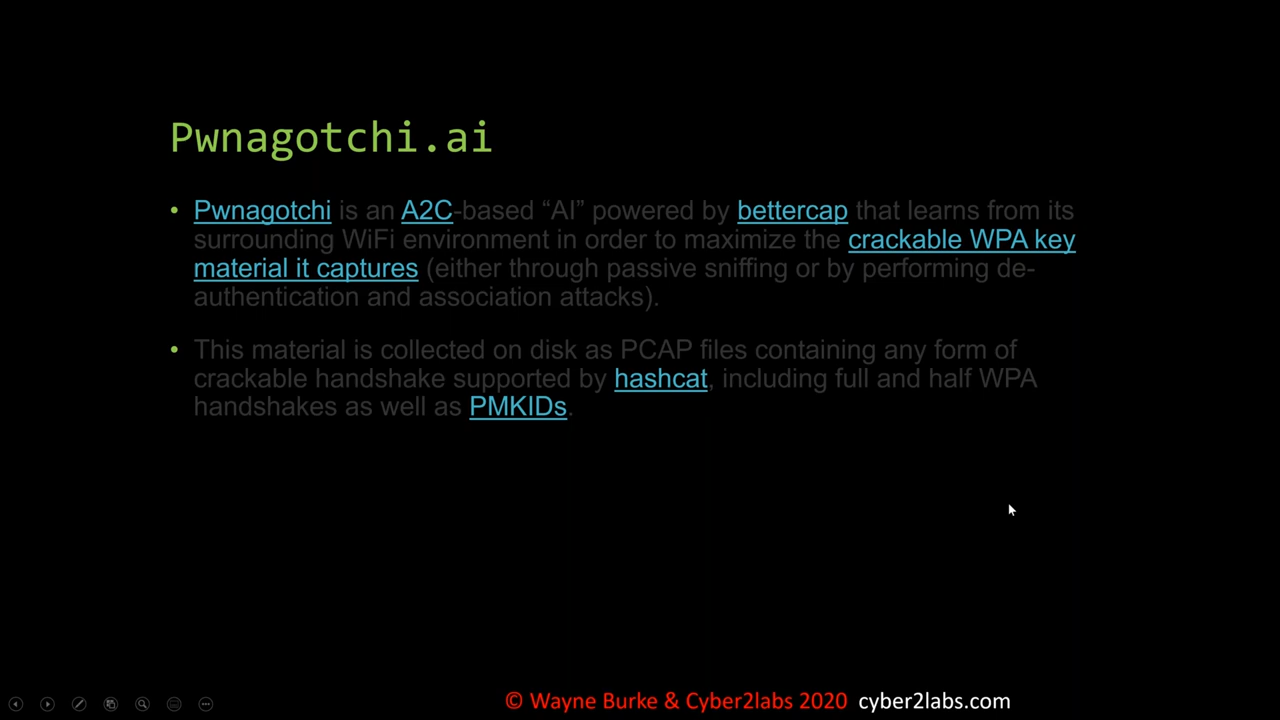 Pwnagotchi.ai
• Pwnagotchi is an A2C-based “AI” powered by bettercap that learns from its
surrounding WiFi environment in order to maximize the crackable WPA key
material it captures (either through passive sniffing or by performing de-
authentication and association attacks).
• This material is collected on disk as PCAP files containing any form of
crackable handshake supported by hashcat, including full and half WPA
handshakes as well as PMKIDs.
© Wayne Burke & Cyber2labs 2020 cyber2labs.com